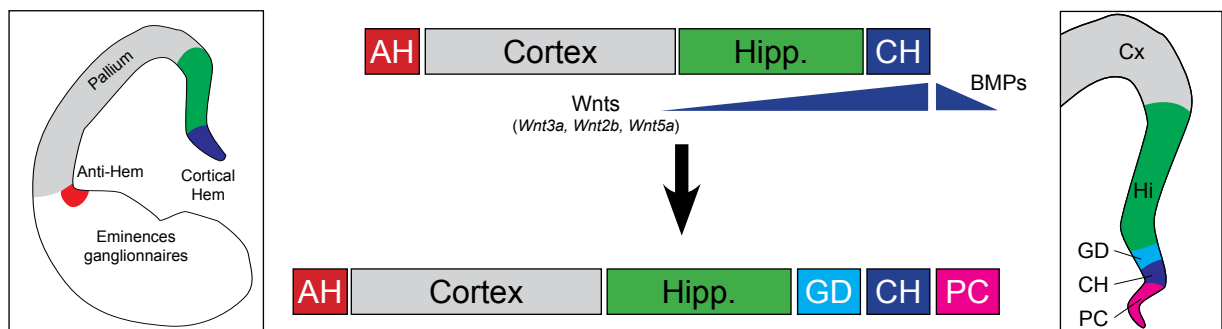 Pallium
Anti-Hem
Cortical
Hem
Eminences
ganglionnaires
AH Cortex Hipp. CH
BMPs
Wnts
(Wnt3a, Wnt2b, Wnt5a)
AH Cortex Hipp. GD CH PC
Cx
Hi
GD
CH
PC